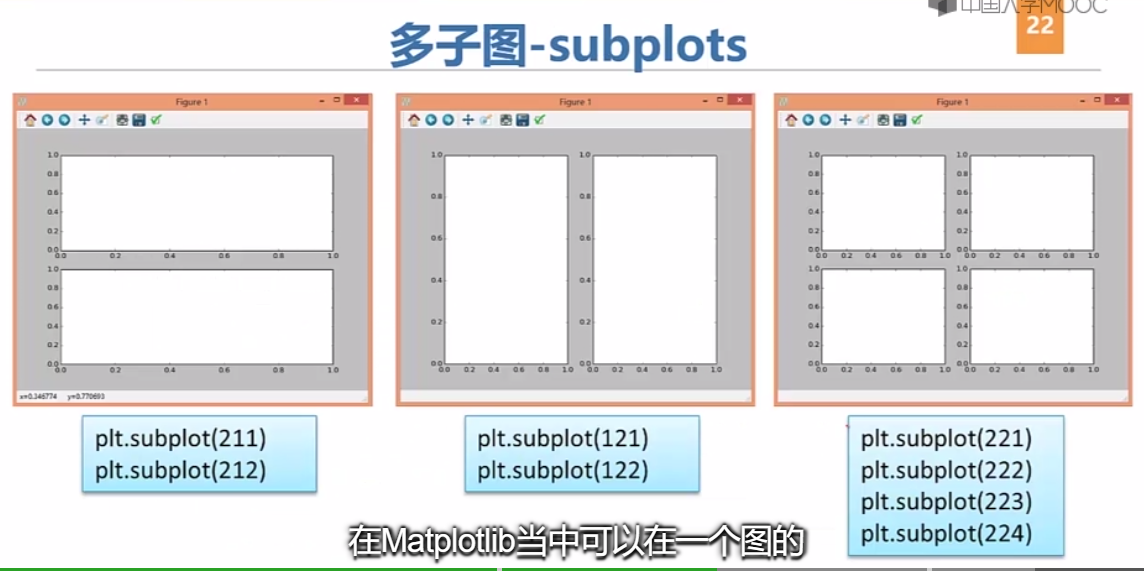 中国大学MOOC
22
多子图-subplots
Figure 1
1.0
0.8
0.6
0.4
0.2
0.0
0.0 0.2 0.4 0.6 0.8 1.0
1.0
0.8
0.6
0.4
0.2
0.0
0.0 0.2 0.4 0.6 0.8 1.0
x=0.346774 y=0.770693
plt.subplot(211)
plt.subplot(212)
Figure 1
1.0
0.8
0.6
0.4
0.2
0.0
0.0 0.2 0.4 0.6 0.8 1.0
1.0
0.8
0.6
0.4
0.2
0.0
0.0 0.2 0.4 0.6 0.8 1.0
plt.subplot(121)
plt.subplot(122)
Figure 1
1.0
0.8
0.6
0.4
0.2
0.0
0.0 0.2 0.4 0.6 0.8 1.0
1.0
0.8
0.6
0.4
0.2
0.0
0.0 0.2 0.4 0.6 0.8 1.0
1.0
0.8
0.6
0.4
0.2
0.0
0.0 0.2 0.4 0.6 0.8 1.0
1.0
0.8
0.6
0.4
0.2
0.0
0.0 0.2 0.4 0.6 0.8 1.0
plt.subplot(221)
plt.subplot(222)
plt.subplot(223)
plt.subplot(224)
在Matplotlib当中可以在一个图的